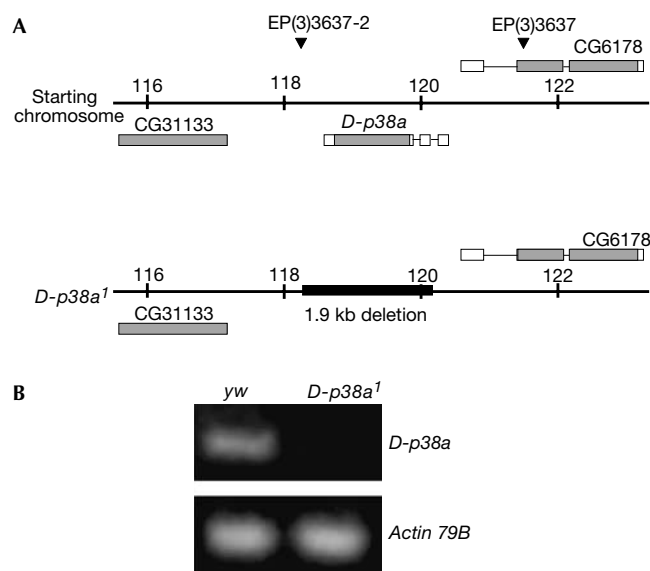 A
EP(3)3637-2
EP(3)3637
CG6178
116
118
120
122
Starting
chromosome
CG31133
D-p38a
CG6178
116
118
120
122
D-p38a1
CG31133
1.9 kb deletion
B
yw
D-p38a1
D-p38a
Actin 79B